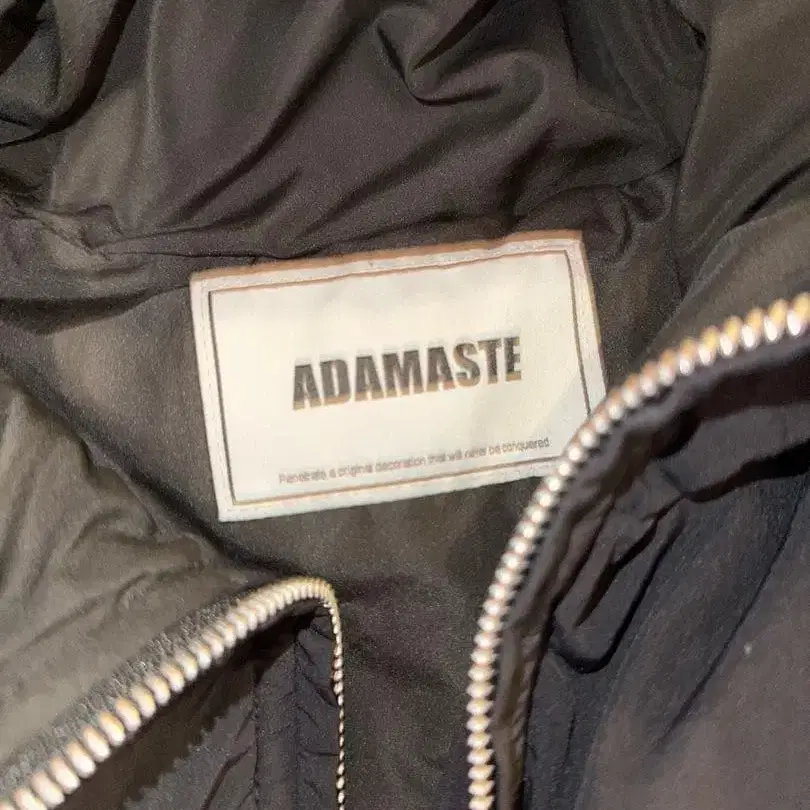 ADAMASTE
Penetrate a original decoration that will never be conquered